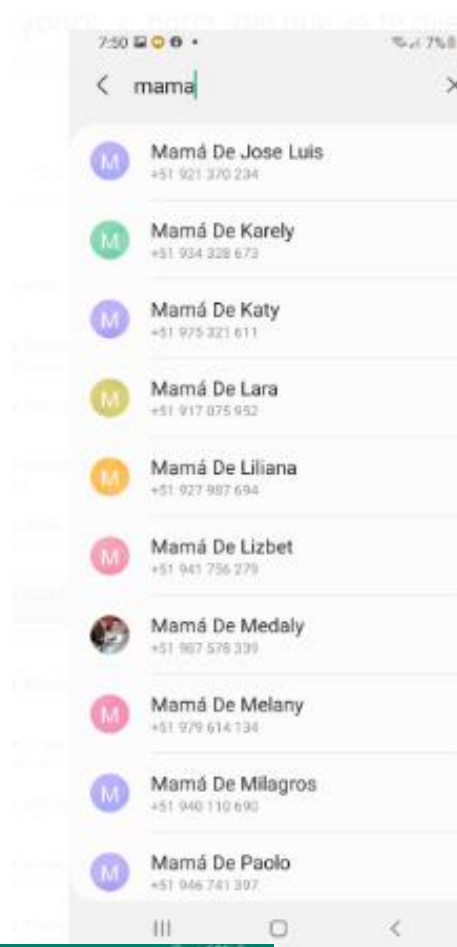 7:50
mama
M Mamá De Jose Luis
+51 921 370 234
M Mamá De Karely
+51 934 328 673
M Mamá De Katy
+51 975 321 611
M Mamá De Lara
+51 917 075 952
M Mamá De Liliana
+51 927 987 694
M Mamá De Lizbet
+51 941 756 279
Mamá De Medaly
+51 967 578 339
M Mamá De Melany
+51 979 614 134
M Mamá De Milagros
+51 940 110 690
M Mamá De Paolo
+51 946 741 397